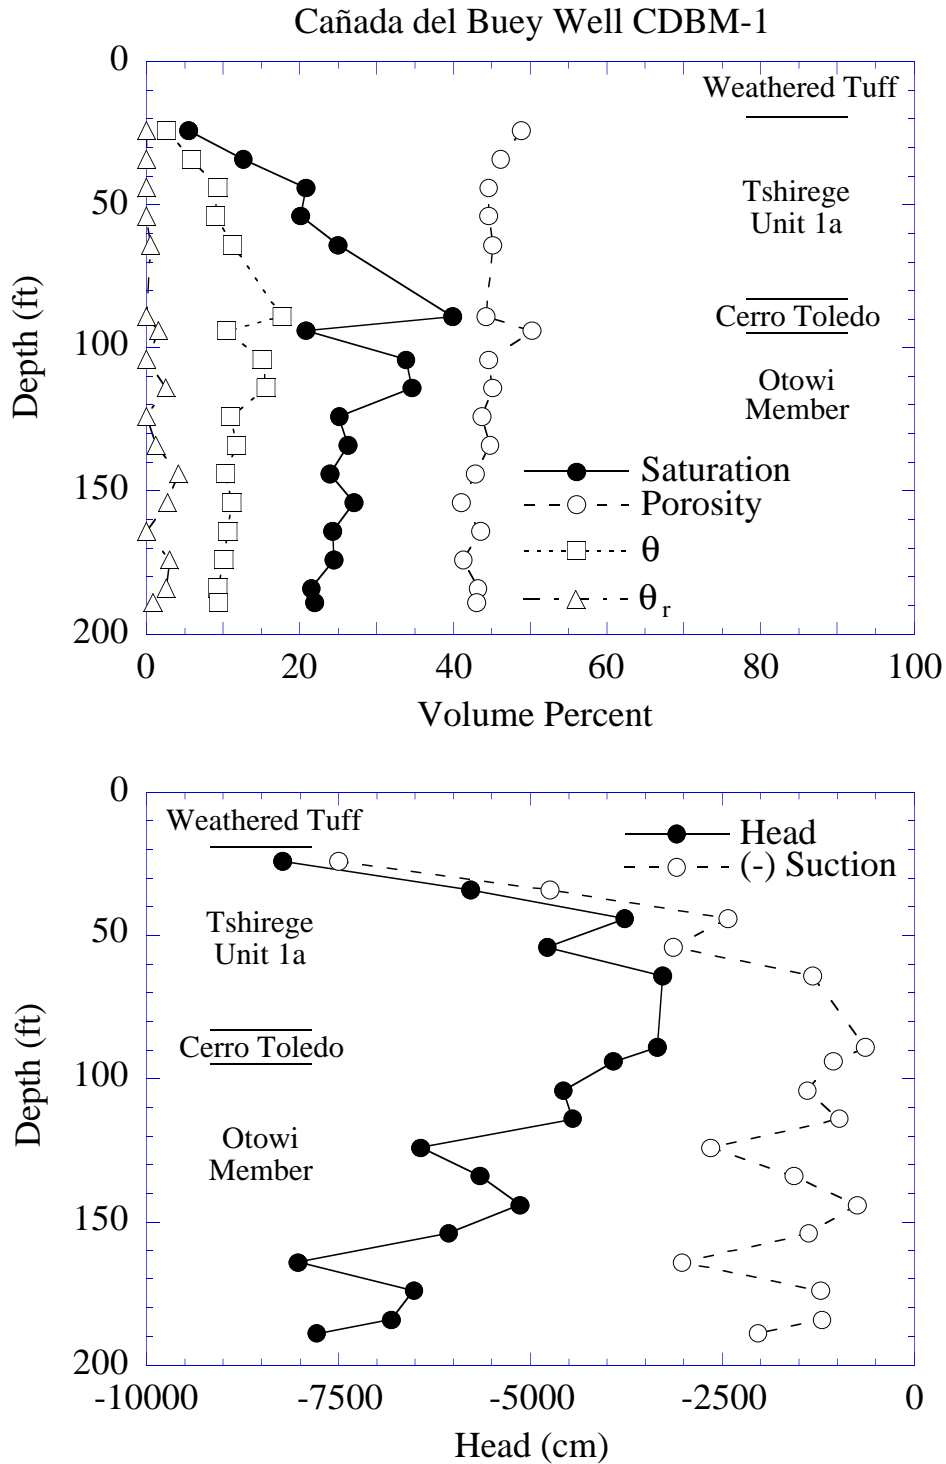 Cañada del Buey Well CDBM-1
0
50
100
150
200
Depth (ft)
Weathered Tuff
Tshirege
Unit 1a
Cerro Toledo
Otowi
Member
Saturation
Porosity
θ
θr
0 20 40 60 80 100
Volume Percent
0
50
100
150
200
Depth (ft)
Weathered Tuff
Tshirege
Unit 1a
Cerro Toledo
Otowi
Member
Head
(-) Suction
-10000 -7500 -5000 -2500 0
Head (cm)